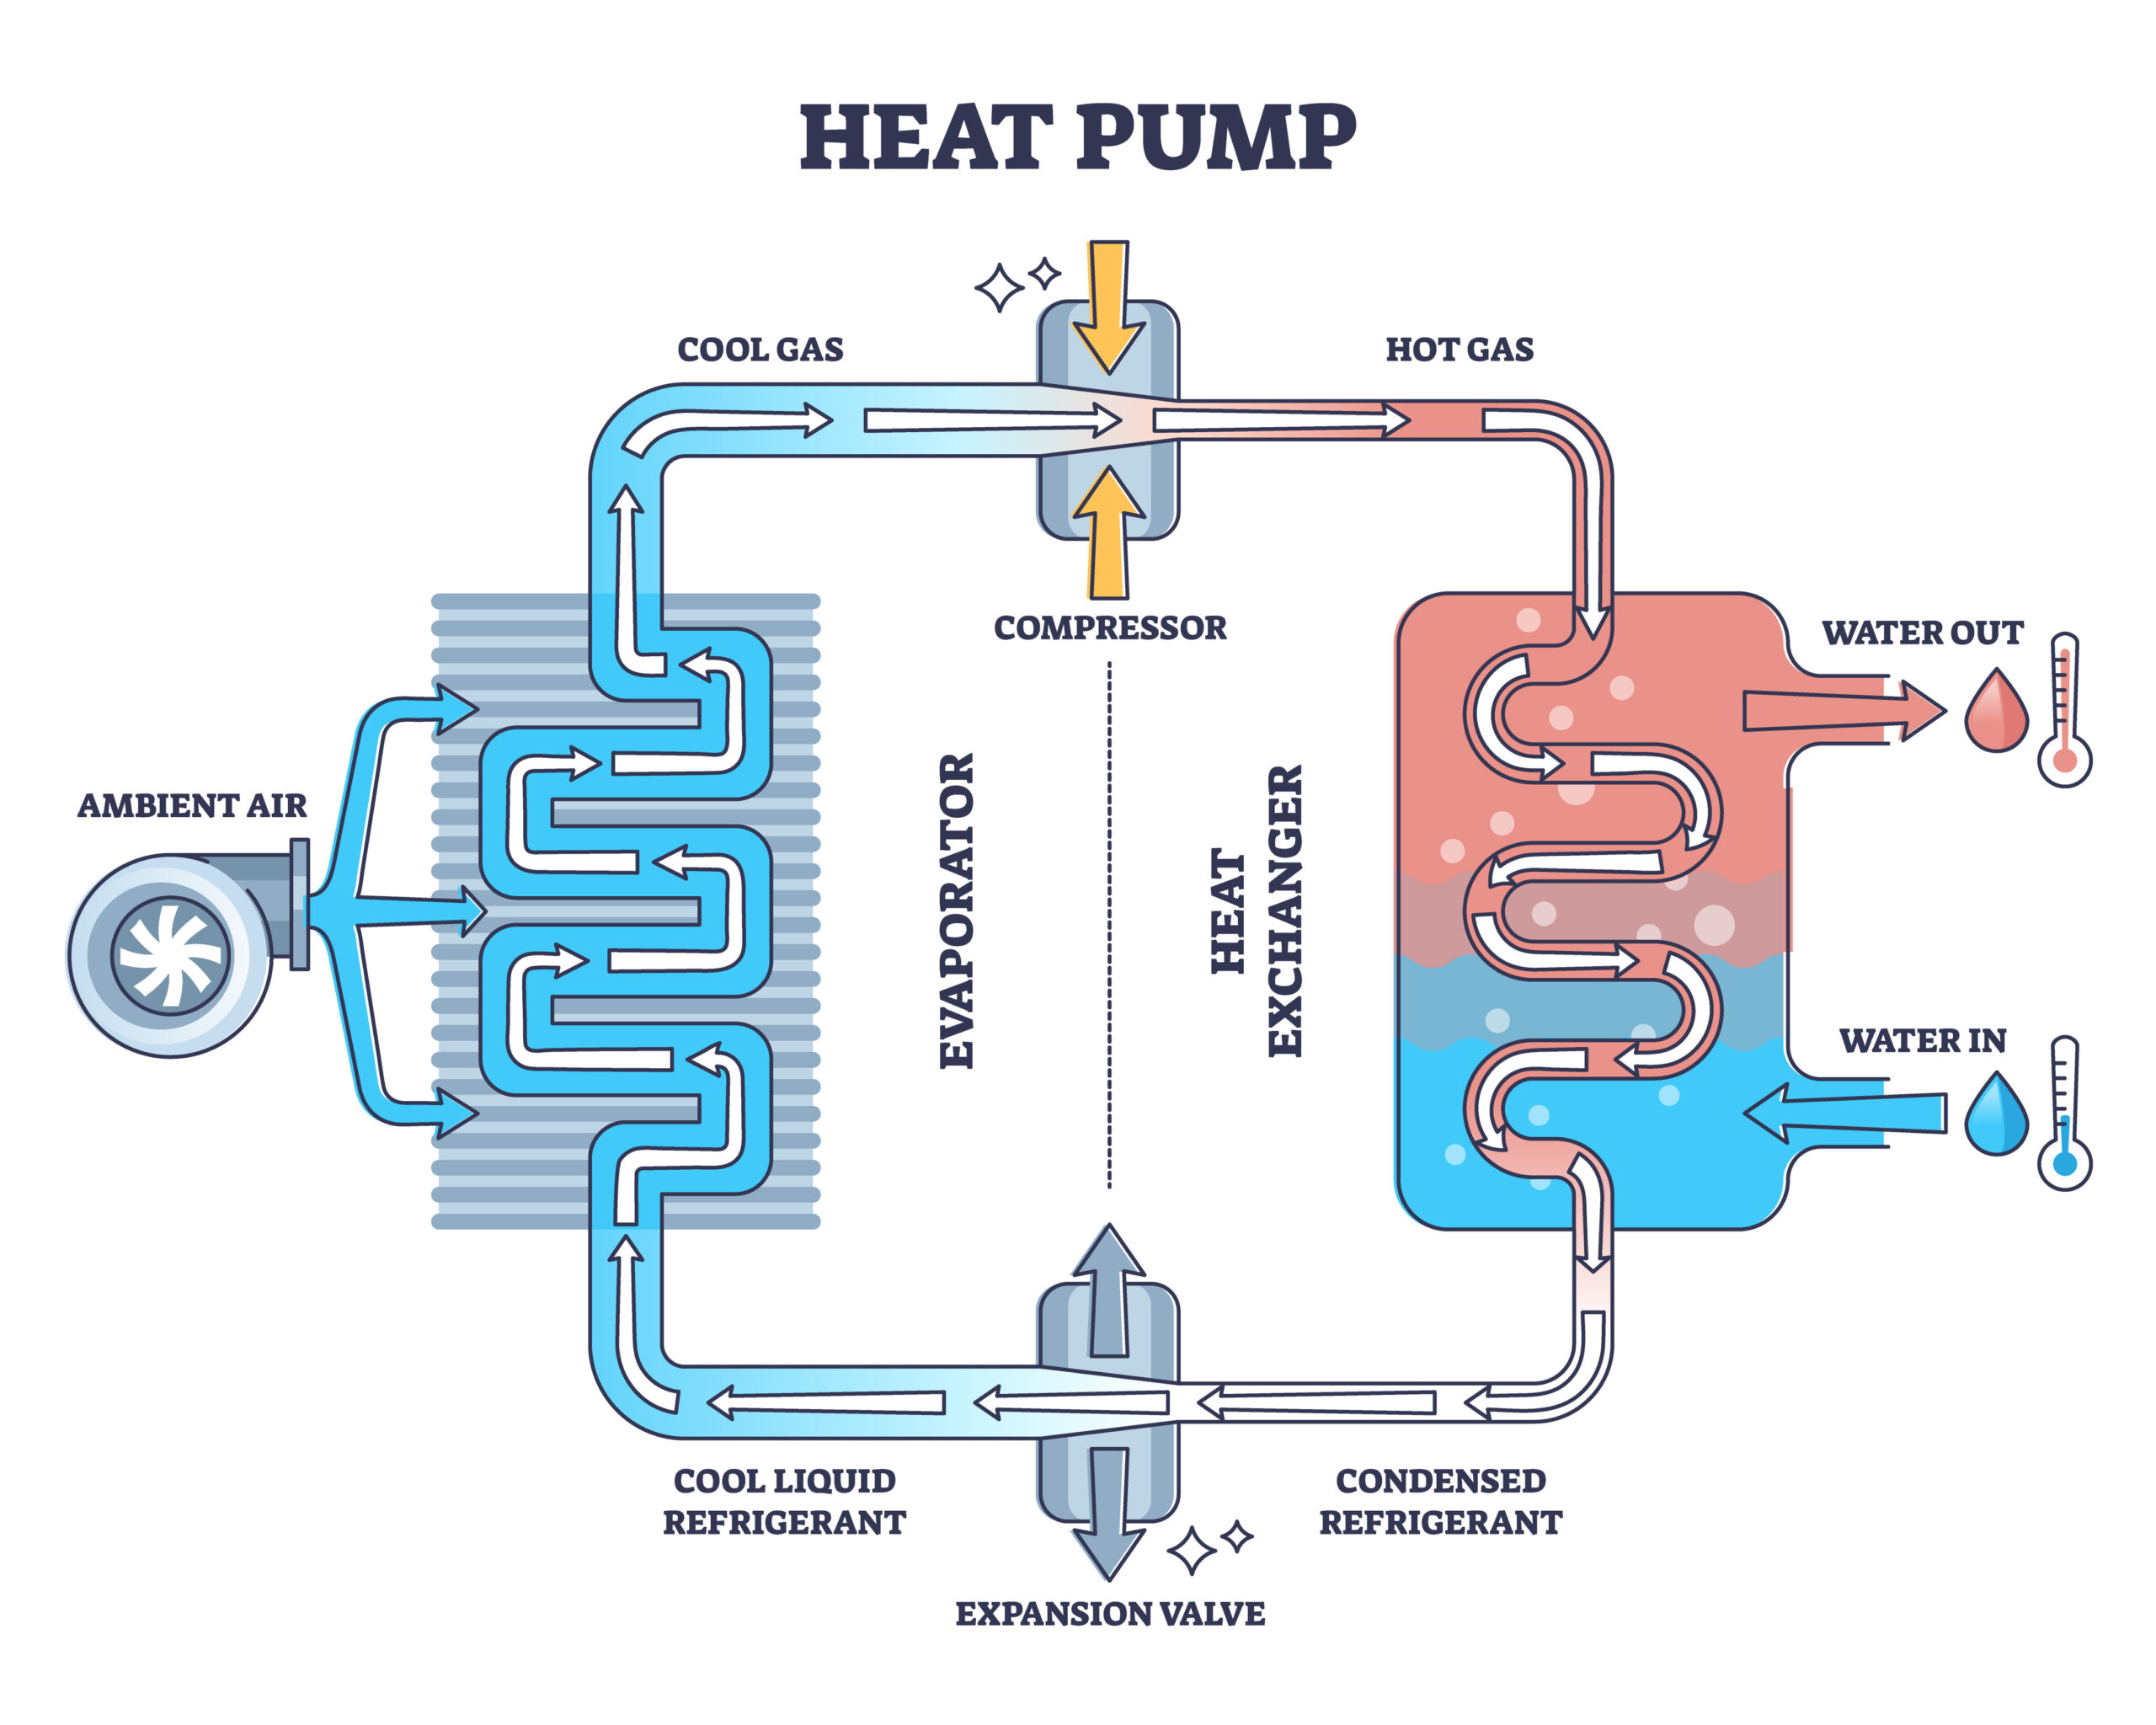 HEAT PUMP
COOL GAS
HOT GAS
COMPRESSOR
WATER OUT
AMBIENT AIR
EVAPORATOR
HEAT
EXCHANGER
WATER IN
COOL LIQUID
REFRIGERANT
CONDENSED
REFRIGERANT
EXPANSION VALVE